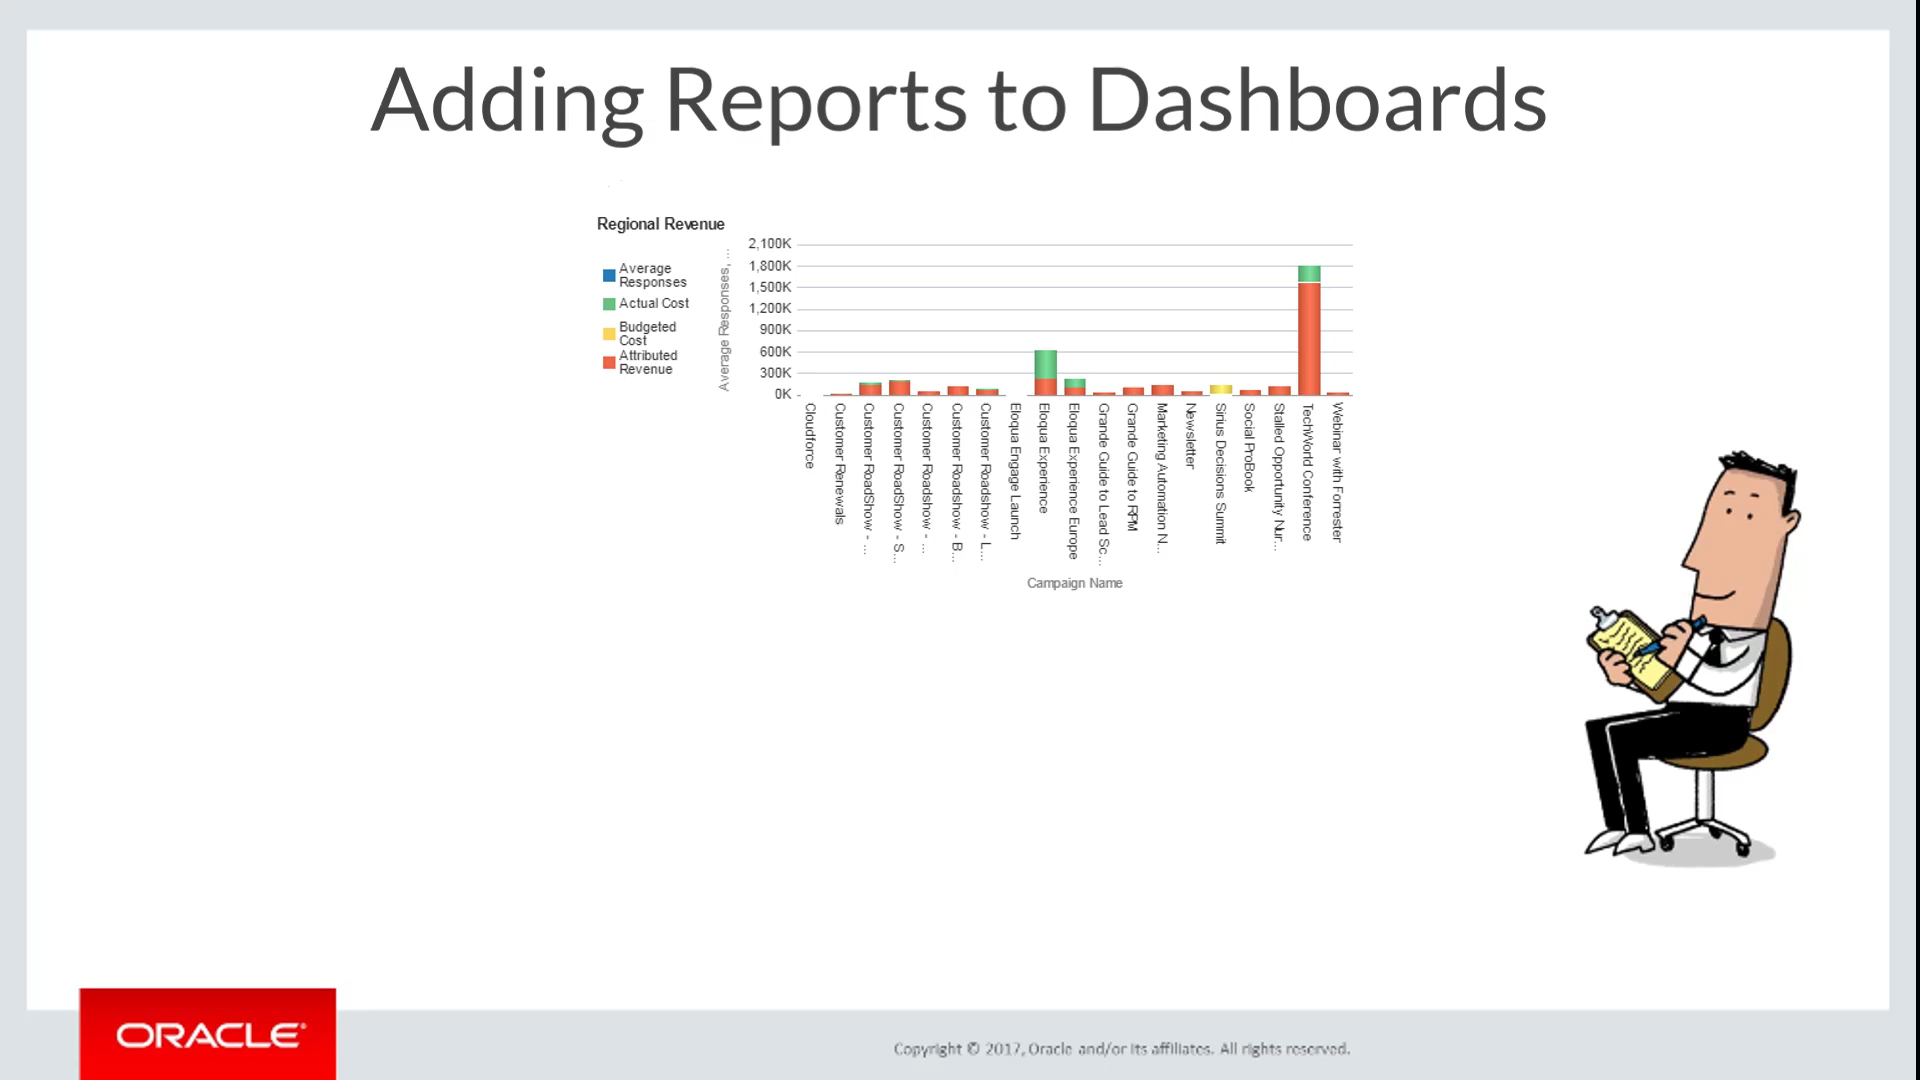 Adding Reports to Dashboards
Regional Revenue
Average
Responses
Actual Cost
Budgeted
Cost
Attributed
Revenue
Average Responses, ...
2,100K
1,800K
1,500K
1,200K
900K
600K
300K
0K
Cloudforce
Customer Renewals
Customer RoadShow - ...
Customer RoadShow - S...
Customer Roadshow - ...
Customer Roadshow - B...
Customer Roadshow - L...
Eloqua Engage Launch
Eloqua Experience
Eloqua Experience Europe
Grande Guide to Lead Sc...
Grande Guide to RPM
Marketing Automation N...
Newsletter
Sirius Decisions Summit
Social ProBook
Stalled Opportunity Nur...
TechWorld Conference
Webinar with Forrester
Campaign Name
ORACLE®
Copyright © 2017, Oracle and/or its affiliates. All rights reserved.